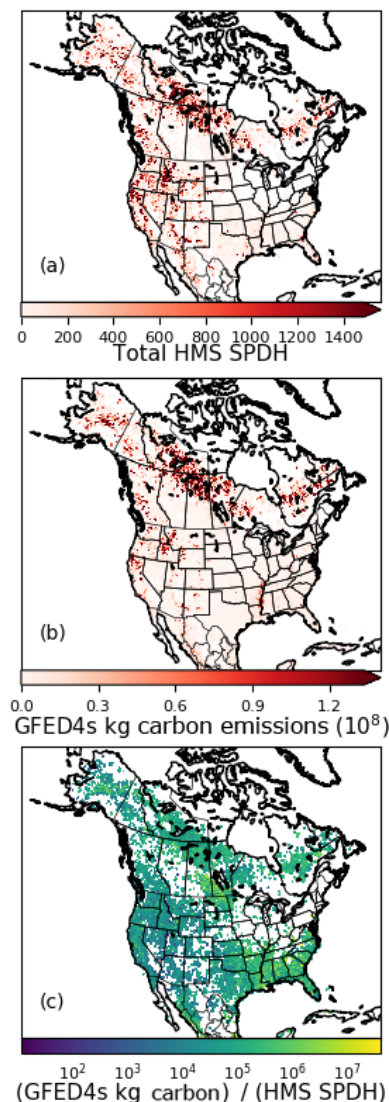 (a)
0 200 400 600 800 1000 1200 1400
Total HMS SPDH
(b)
0.0 0.3 0.6 0.9 1.2
GFED4s kg carbon emissions (10⁸)
(c)
10² 10³ 10⁴ 10⁵ 10⁶ 10⁷
(GFED4s kg carbon) / (HMS SPDH)